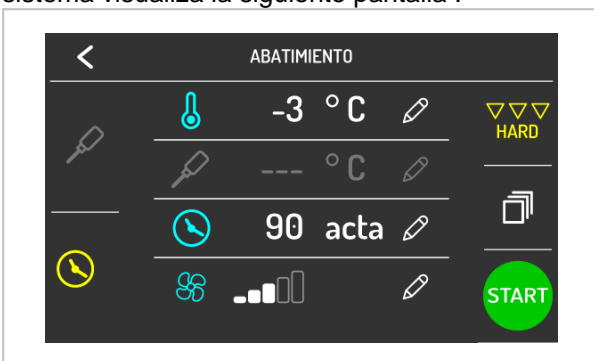 sistema visualiza la siguiente pantalla :
ABATIMIENTO
-3 °C
HARD
--- °C
90 acta
START